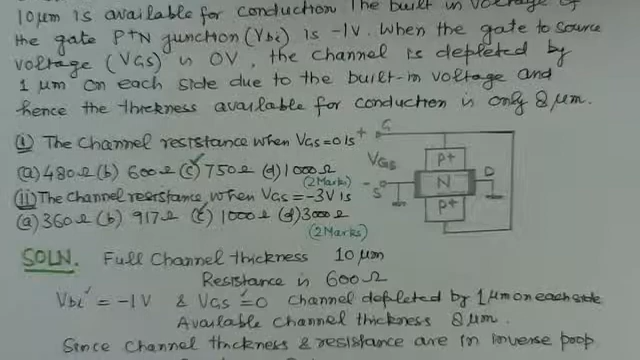 10μm is available for conduction The built in voltage of
the gate P+N junction (Vbi) is -1V. When the gate to source
voltage (VGS) is 0V, the channel is depleted by
1 μm on each side due to the built-in voltage and
hence the thickness available for conduction is only 8 μm.
(i) The channel resistance when VGS=0 is
(a) 480Ω (b) 600Ω (c) 750Ω (d) 1000Ω
(2 Marks)
(ii) The channel resistance when VGS=-3V is
(a) 360Ω (b) 917Ω (c) 1000Ω (d) 3000Ω
(2 Marks)
+ G
VGS
- S
P+
N
P+
D
SOLN. Full Channel thickness 10 μm
Resistance is 600Ω
Vbi = -1V & VGS = 0 Channel depleted by 1μm on each side
Available channel thickness 8 μm.
Since channel thickness & resistance are in inverse prop.